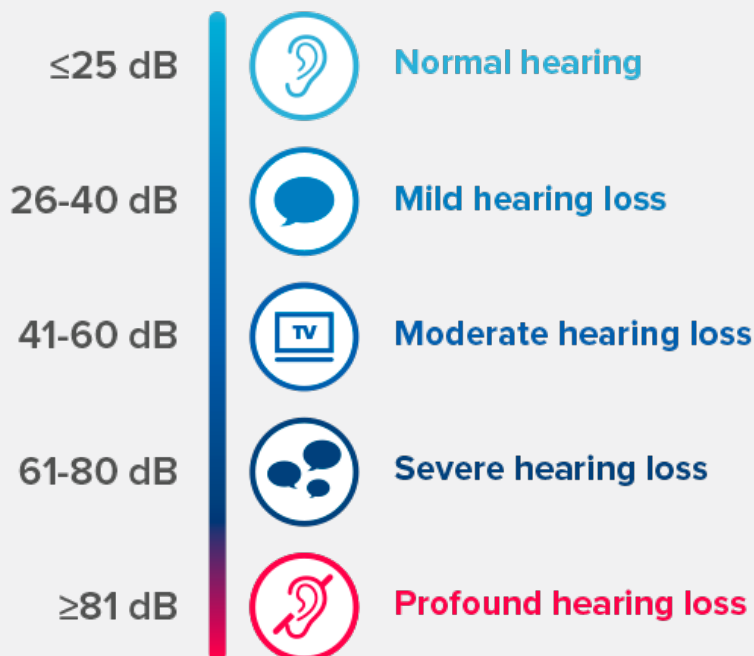 ≤25 dB Normal hearing
26-40 dB Mild hearing loss
41-60 dB TV Moderate hearing loss
61-80 dB Severe hearing loss
≥81 dB Profound hearing loss